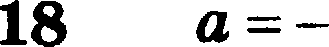 18 a = –